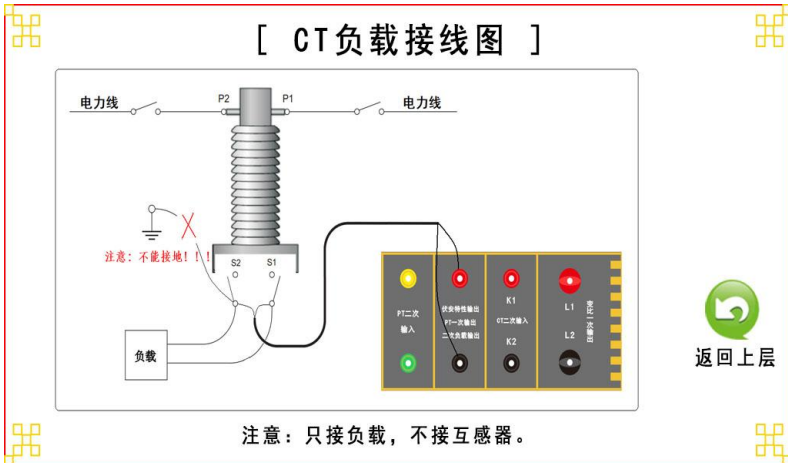 [ CT负载接线图 ]
电力线
P2
P1
电力线
注意：不能接地！！！
S2
S1
负载
PT二次
输入
伏安特性输出
PT一次输出
二次负载输出
K1
CT二次输入
K2
L1
L2
变比一次输出
返回上层
注意：只接负载，不接互感器。